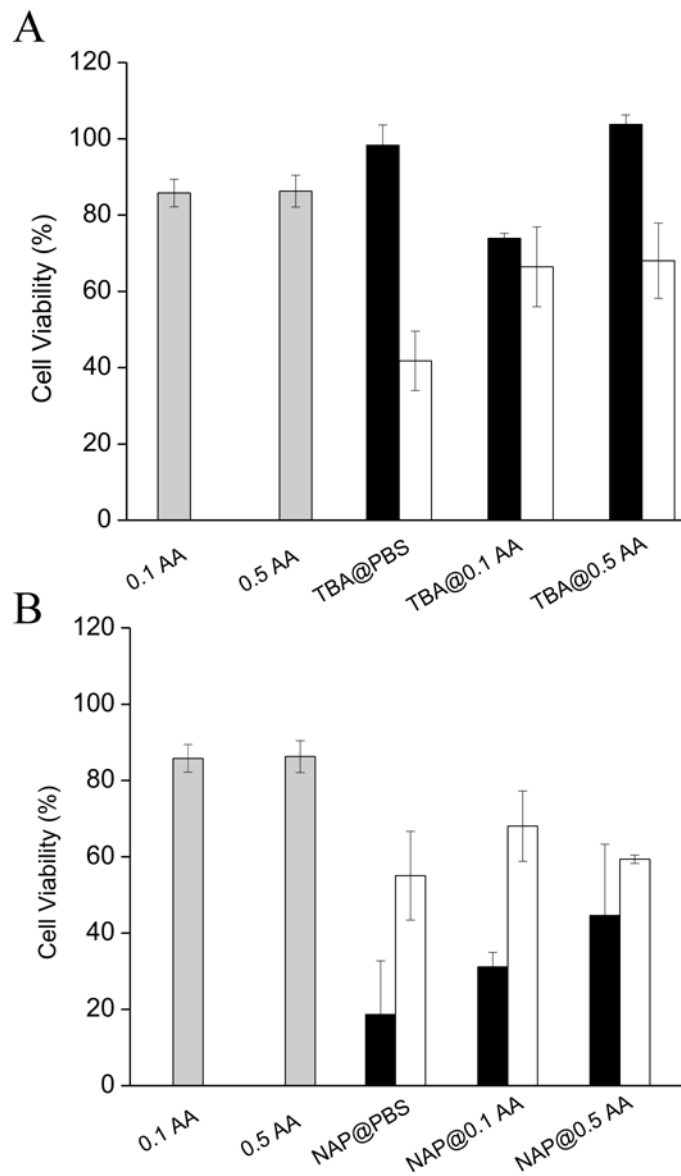 A
120
100
80
60
40
20
0
Cell Viability (%)
0.1 AA
0.5 AA
TBA@PBS
TBA@0.1 AA
TBA@0.5 AA
B
120
100
80
60
40
20
0
Cell Viability (%)
0.1 AA
0.5 AA
NAP@PBS
NAP@0.1 AA
NAP@0.5 AA